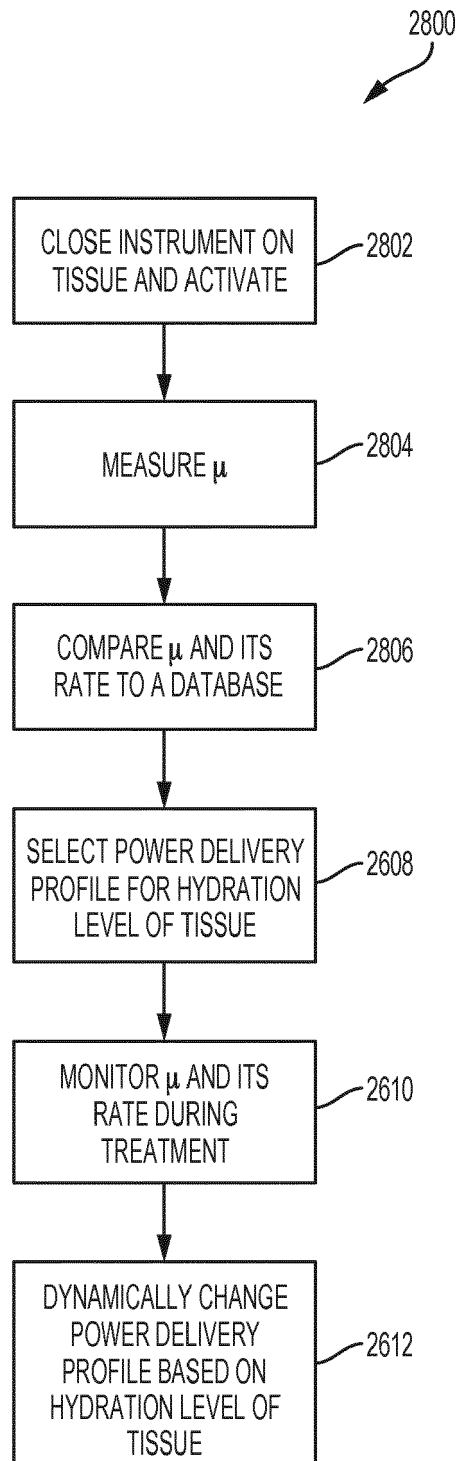 2800
CLOSE INSTRUMENT ON
TISSUE AND ACTIVATE
2802
MEASURE μ
2804
COMPARE μ AND ITS
RATE TO A DATABASE
2806
SELECT POWER DELIVERY
PROFILE FOR HYDRATION
LEVEL OF TISSUE
2608
MONITOR μ AND ITS
RATE DURING
TREATMENT
2610
DYNAMICALLY CHANGE
POWER DELIVERY
PROFILE BASED ON
HYDRATION LEVEL OF
TISSUE
2612